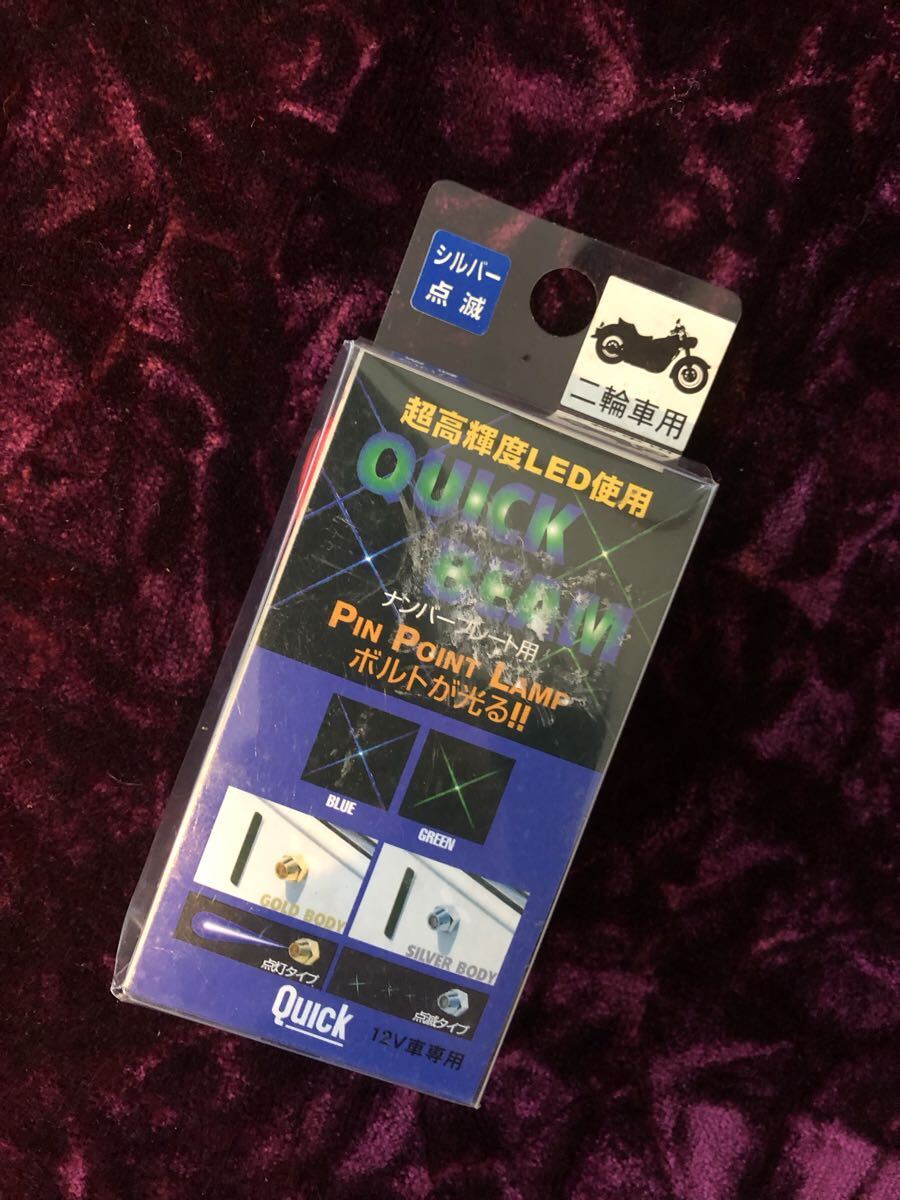 シルバー
点滅
二輪車用
超高輝度LED使用
QUICK
BEAM
ナンバープレート用
PIN POINT LAMP
ボルトが光る!!
BLUE
GREEN
GOLD BODY
SILVER BODY
点灯タイプ
点滅タイプ
Quick
12V車専用